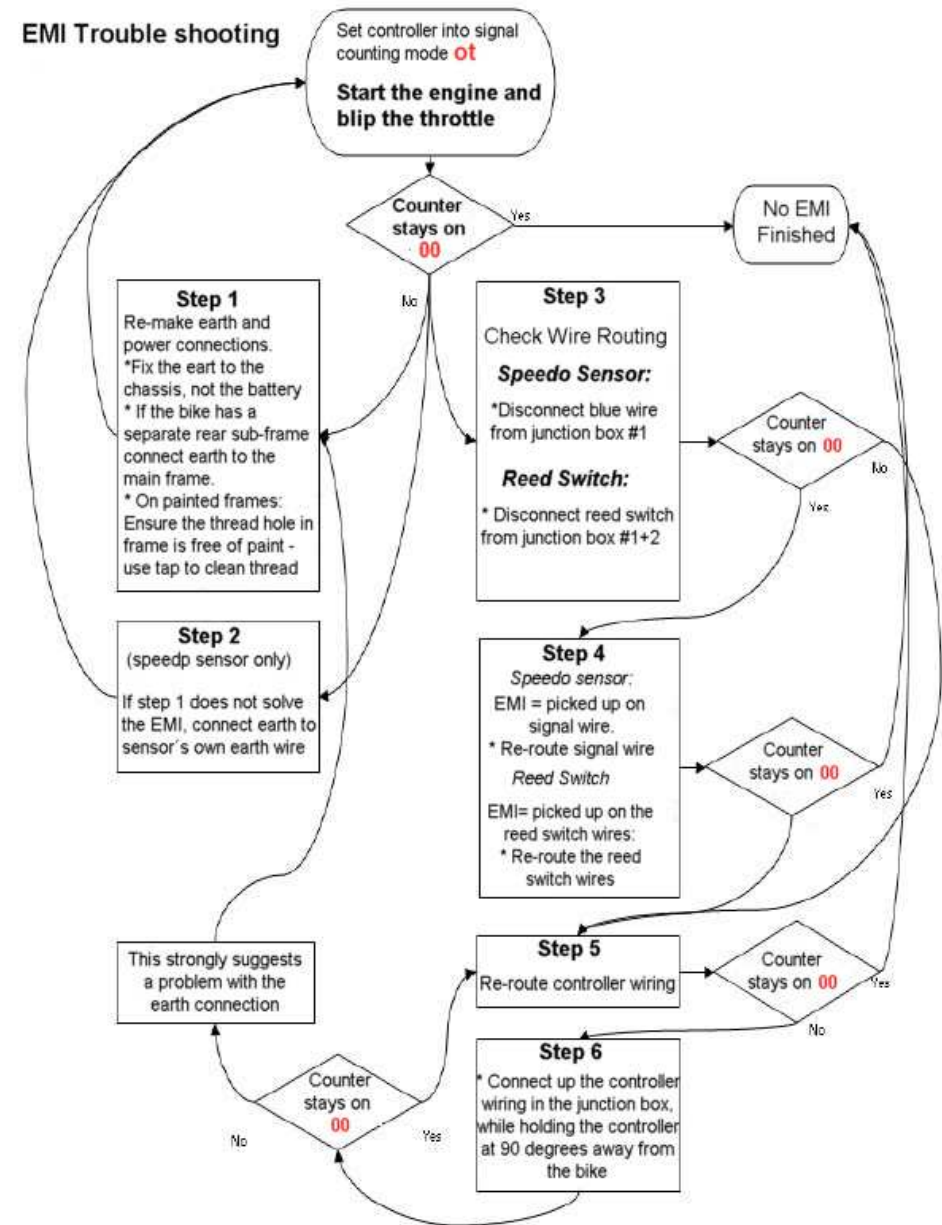 EMI Trouble shooting
Set controller into signal
counting mode ot
Start the engine and
blip the throttle
Counter
stays on
00
Yes
No EMI
Finished
No
Step 1
Re-make earth and
power connections.
*Fix the eart to the
chassis, not the battery
* If the bike has a
separate rear sub-frame
connect earth to the
main frame.
* On painted frames:
Ensure the thread hole in
frame is free of paint -
use tap to clean thread
Step 2
(speedp sensor only)
If step 1 does not solve
the EMI, connect earth to
sensor´s own earth wire
Step 3
Check Wire Routing
Speedo Sensor:
*Disconnect blue wire
from junction box #1
Reed Switch:
* Disconnect reed switch
from junction box #1+2
Counter
stays on 00
No
Yes
Step 4
Speedo sensor:
EMI = picked up on
signal wire.
* Re-route signal wire
Reed Switch
EMI= picked up on the
reed switch wires:
* Re-route the reed
switch wires
Counter
stays on 00
Yes
Step 5
Re-route controller wiring
Counter
stays on 00
Yes
No
Step 6
* Connect up the controller
wiring in the junction box,
while holding the controller
at 90 degrees away from
the bike
Counter
stays on
00
No
Yes
This strongly suggests
a problem with the
earth connection